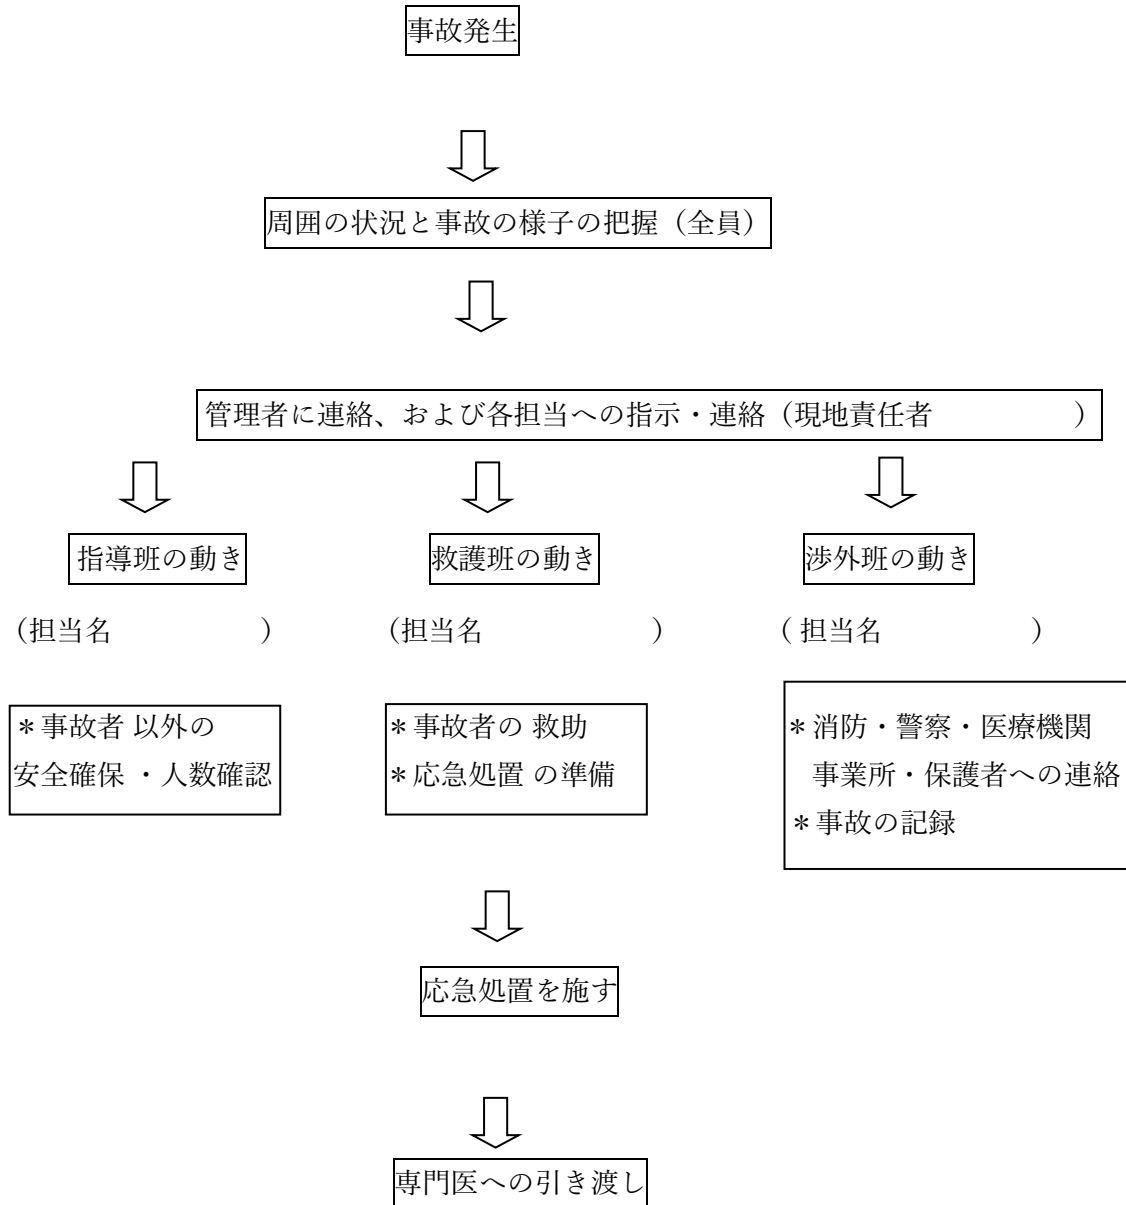 事故発生
周囲の状況と事故の様子の把握（全員）
管理者に連絡、および各担当への指示・連絡（現地責任者　　　　　）
指導班の動き
救護班の動き
渉外班の動き
（担当名　　　　　）
（担当名　　　　　　）
（ 担当名　　　　　）
＊事故者 以外の
安全確保 ・人数確認
＊事故者の 救助
＊応急処置 の準備
＊消防・警察・医療機関
事業所・保護者への連絡
＊事故の記録
応急処置を施す
専門医への引き渡し